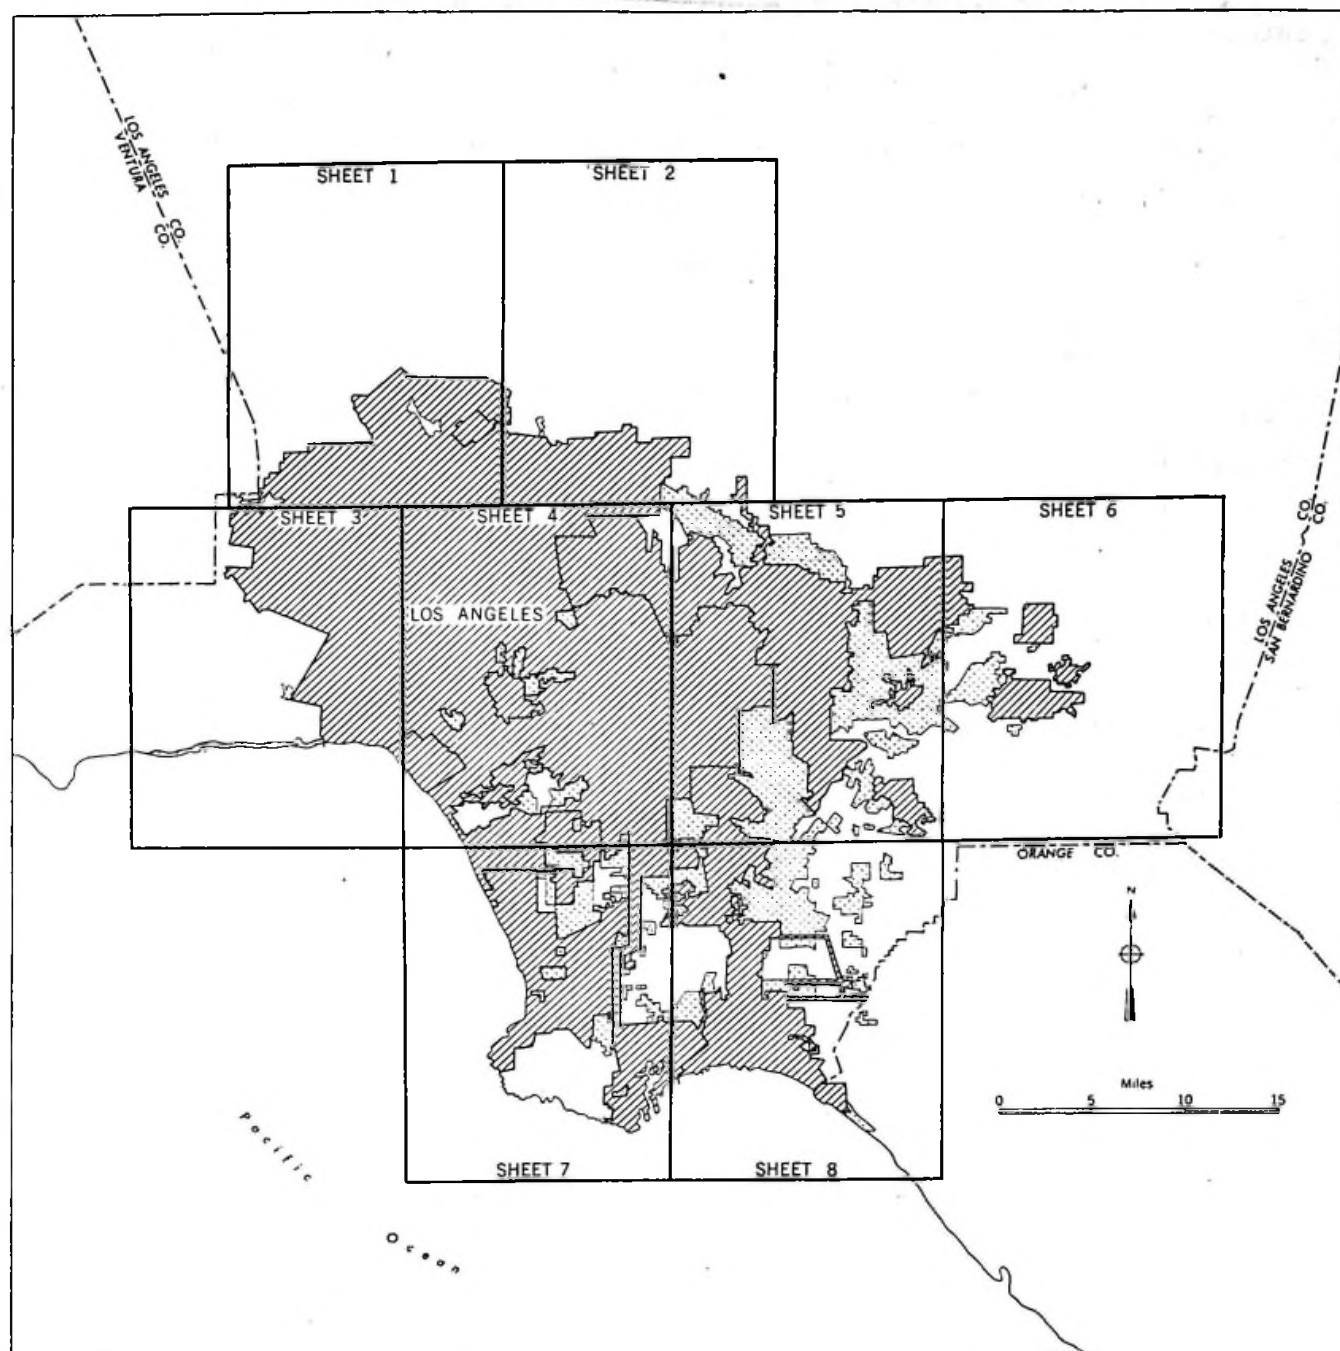 LOS ANGELES CO.
VENTURA CO.
SHEET 1
SHEET 2
SHEET 3
SHEET 4
SHEET 5
SHEET 6
LOS ANGELES CO.
SAN BERNARDINO CO.
LOS ANGELES
ORANGE CO.
N
Miles
0 5 10 15
SHEET 7
SHEET 8
Pacific
Ocean